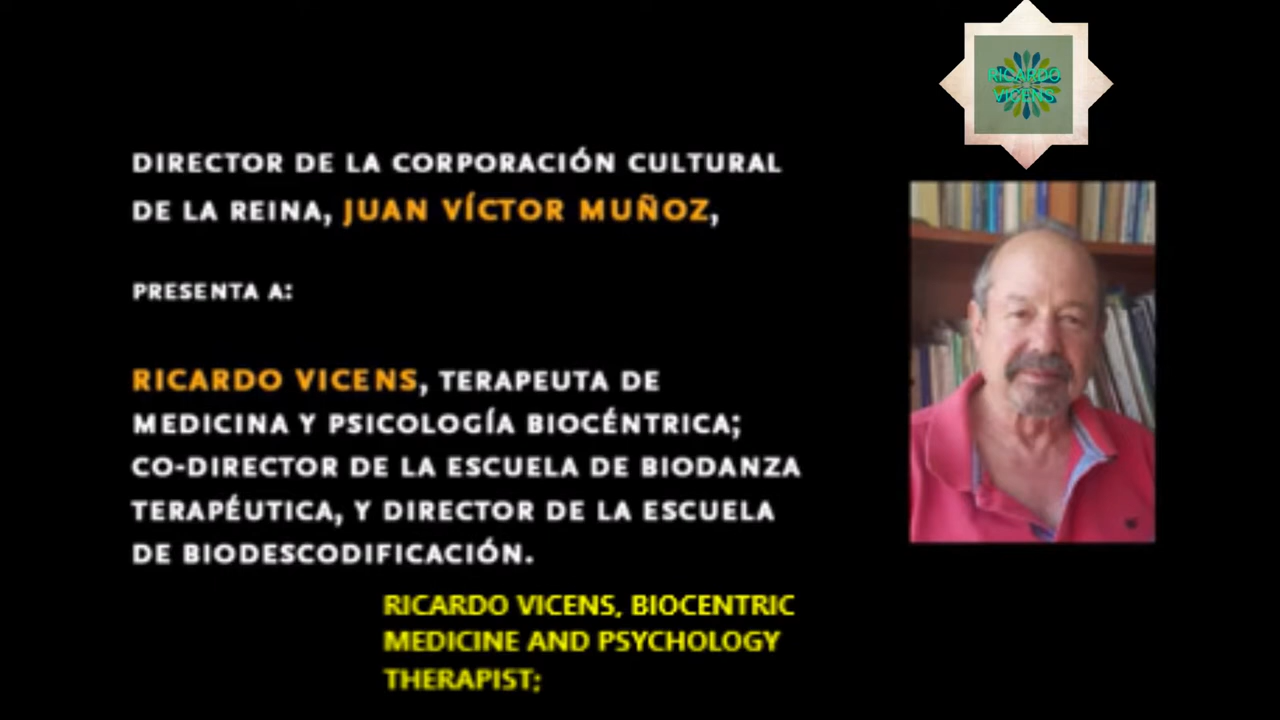 RICARDO
VICENS
DIRECTOR DE LA CORPORACIÓN CULTURAL
DE LA REINA, JUAN VÍCTOR MUÑOZ,
PRESENTA A:
RICARDO VICENS, TERAPEUTA DE
MEDICINA Y PSICOLOGÍA BIOCÉNTRICA;
CO-DIRECTOR DE LA ESCUELA DE BIODANZA
TERAPÉUTICA, Y DIRECTOR DE LA ESCUELA
DE BIODESCODIFICACIÓN.
RICARDO VICENS, BIOCENTRIC
MEDICINE AND PSYCHOLOGY
THERAPIST;